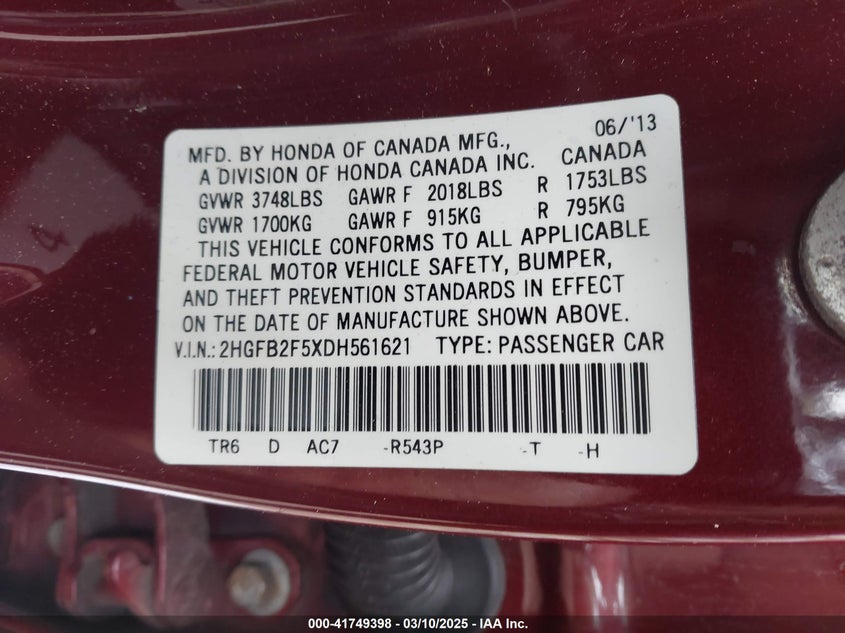 06/'13
MFD. BY HONDA OF CANADA MFG.,
A DIVISION OF HONDA CANADA INC. CANADA
GVWR 3748LBS GAWR F 2018LBS R 1753LBS
GVWR 1700KG GAWR F 915KG R 795KG
THIS VEHICLE CONFORMS TO ALL APPLICABLE
FEDERAL MOTOR VEHICLE SAFETY, BUMPER,
AND THEFT PREVENTION STANDARDS IN EFFECT
ON THE DATE OF MANUFACTURE SHOWN ABOVE.
V.I.N.: 2HGFB2F5XDH561621 TYPE: PASSENGER CAR
TR6 D AC7 -R543P -T -H
000-41749398 - 03/10/2025 - IAA Inc.